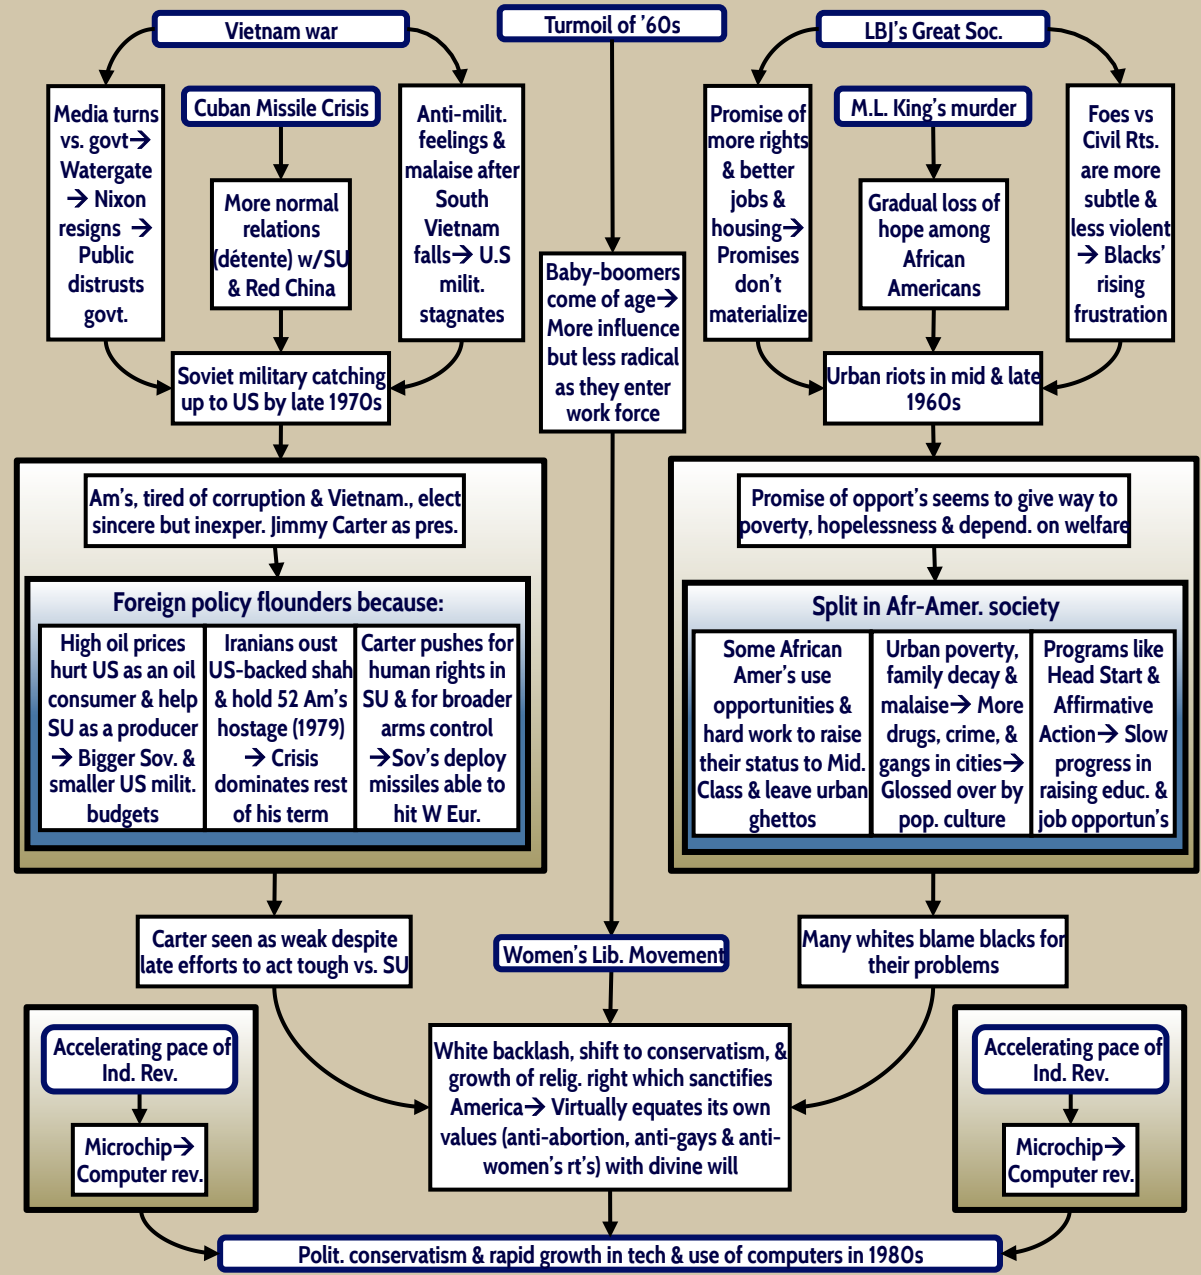 Vietnam war
Turmoil of '60s
LBJ's Great Soc.
Media turns
vs. govt→
Watergate
→ Nixon
resigns →
Public
distrusts
govt.
Cuban Missile Crisis
More normal
relations
(détente) w/SU
& Red China
Anti-milit.
feelings &
malaise after
South
Vietnam
falls→ U.S
milit.
stagnates
Baby-boomers
come of age→
More influence
but less radical
as they enter
work force
Promise of
more rights
& better
jobs &
housing→
Promises
don't
materialize
M.L. King's murder
Gradual loss of
hope among
African
Americans
Foes vs
Civil Rts.
are more
subtle &
less violent
→ Blacks'
rising
frustration
Soviet military catching
up to US by late 1970s
Urban riots in mid & late
1960s
Am's, tired of corruption & Vietnam., elect
sincere but inexper. Jimmy Carter as pres.
Foreign policy flounders because:
High oil prices
hurt US as an oil
consumer & help
SU as a producer
→ Bigger Sov. &
smaller US milit.
budgets
Iranians oust
US-backed shah
& hold 52 Am's
hostage (1979)
→ Crisis
dominates rest
of his term
Carter pushes for
human rights in
SU & for broader
arms control
→Sov's deploy
missiles able to
hit W Eur.
Promise of opport's seems to give way to
poverty, hopelessness & depend. on welfare
Split in Afr-Amer. society
Some African
Amer's use
opportunities &
hard work to raise
their status to Mid.
Class & leave urban
ghettos
Urban poverty,
family decay &
malaise→ More
drugs, crime, &
gangs in cities→
Glossed over by
pop. culture
Programs like
Head Start &
Affirmative
Action→ Slow
progress in
raising educ. &
job opportun's
Carter seen as weak despite
late efforts to act tough vs. SU
Women's Lib. Movement
Many whites blame blacks for
their problems
Accelerating pace of
Ind. Rev.
Microchip→
Computer rev.
White backlash, shift to conservatism, &
growth of relig. right which sanctifies
America→ Virtually equates its own
values (anti-abortion, anti-gays & anti-
women's rt's) with divine will
Accelerating pace of
Ind. Rev.
Microchip→
Computer rev.
Polit. conservatism & rapid growth in tech & use of computers in 1980s